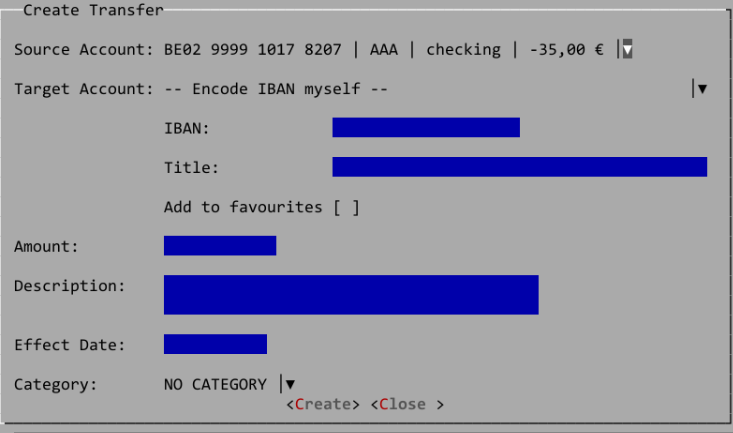 Create Transfer
Source Account: BE02 9999 1017 8207 | AAA | checking | -35,00 € |▼
Target Account: -- Encode IBAN myself -- |▼
IBAN:
Title:
Add to favourites [ ]
Amount:
Description:
Effect Date:
Category: NO CATEGORY |▼
<Create> <Close >